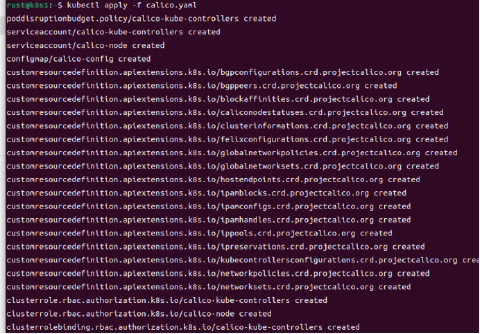 rust@k8s1:~$ kubectl apply -f calico.yaml
poddisruptionbudget.policy/calico-kube-controllers created
serviceaccount/calico-kube-controllers created
serviceaccount/calico-node created
configmap/calico-config created
customresourcedefinition.apiextensions.k8s.io/bgpconfigurations.crd.projectcalico.org created
customresourcedefinition.apiextensions.k8s.io/bgppeers.crd.projectcalico.org created
customresourcedefinition.apiextensions.k8s.io/blockaffinities.crd.projectcalico.org created
customresourcedefinition.apiextensions.k8s.io/caliconodestatuses.crd.projectcalico.org created
customresourcedefinition.apiextensions.k8s.io/clusterinformations.crd.projectcalico.org created
customresourcedefinition.apiextensions.k8s.io/felixconfigurations.crd.projectcalico.org created
customresourcedefinition.apiextensions.k8s.io/globalnetworkpolicies.crd.projectcalico.org created
customresourcedefinition.apiextensions.k8s.io/globalnetworksets.crd.projectcalico.org created
customresourcedefinition.apiextensions.k8s.io/hostendpoints.crd.projectcalico.org created
customresourcedefinition.apiextensions.k8s.io/ipamblocks.crd.projectcalico.org created
customresourcedefinition.apiextensions.k8s.io/ipamconfigs.crd.projectcalico.org created
customresourcedefinition.apiextensions.k8s.io/ipamhandles.crd.projectcalico.org created
customresourcedefinition.apiextensions.k8s.io/ippools.crd.projectcalico.org created
customresourcedefinition.apiextensions.k8s.io/ipreservations.crd.projectcalico.org created
customresourcedefinition.apiextensions.k8s.io/kubecontrollersconfigurations.crd.projectcalico.org crea
customresourcedefinition.apiextensions.k8s.io/networkpolicies.crd.projectcalico.org created
customresourcedefinition.apiextensions.k8s.io/networksets.crd.projectcalico.org created
clusterrole.rbac.authorization.k8s.io/calico-kube-controllers created
clusterrole.rbac.authorization.k8s.io/calico-node created
clusterrolebinding.rbac.authorization.k8s.io/calico-kube-controllers created